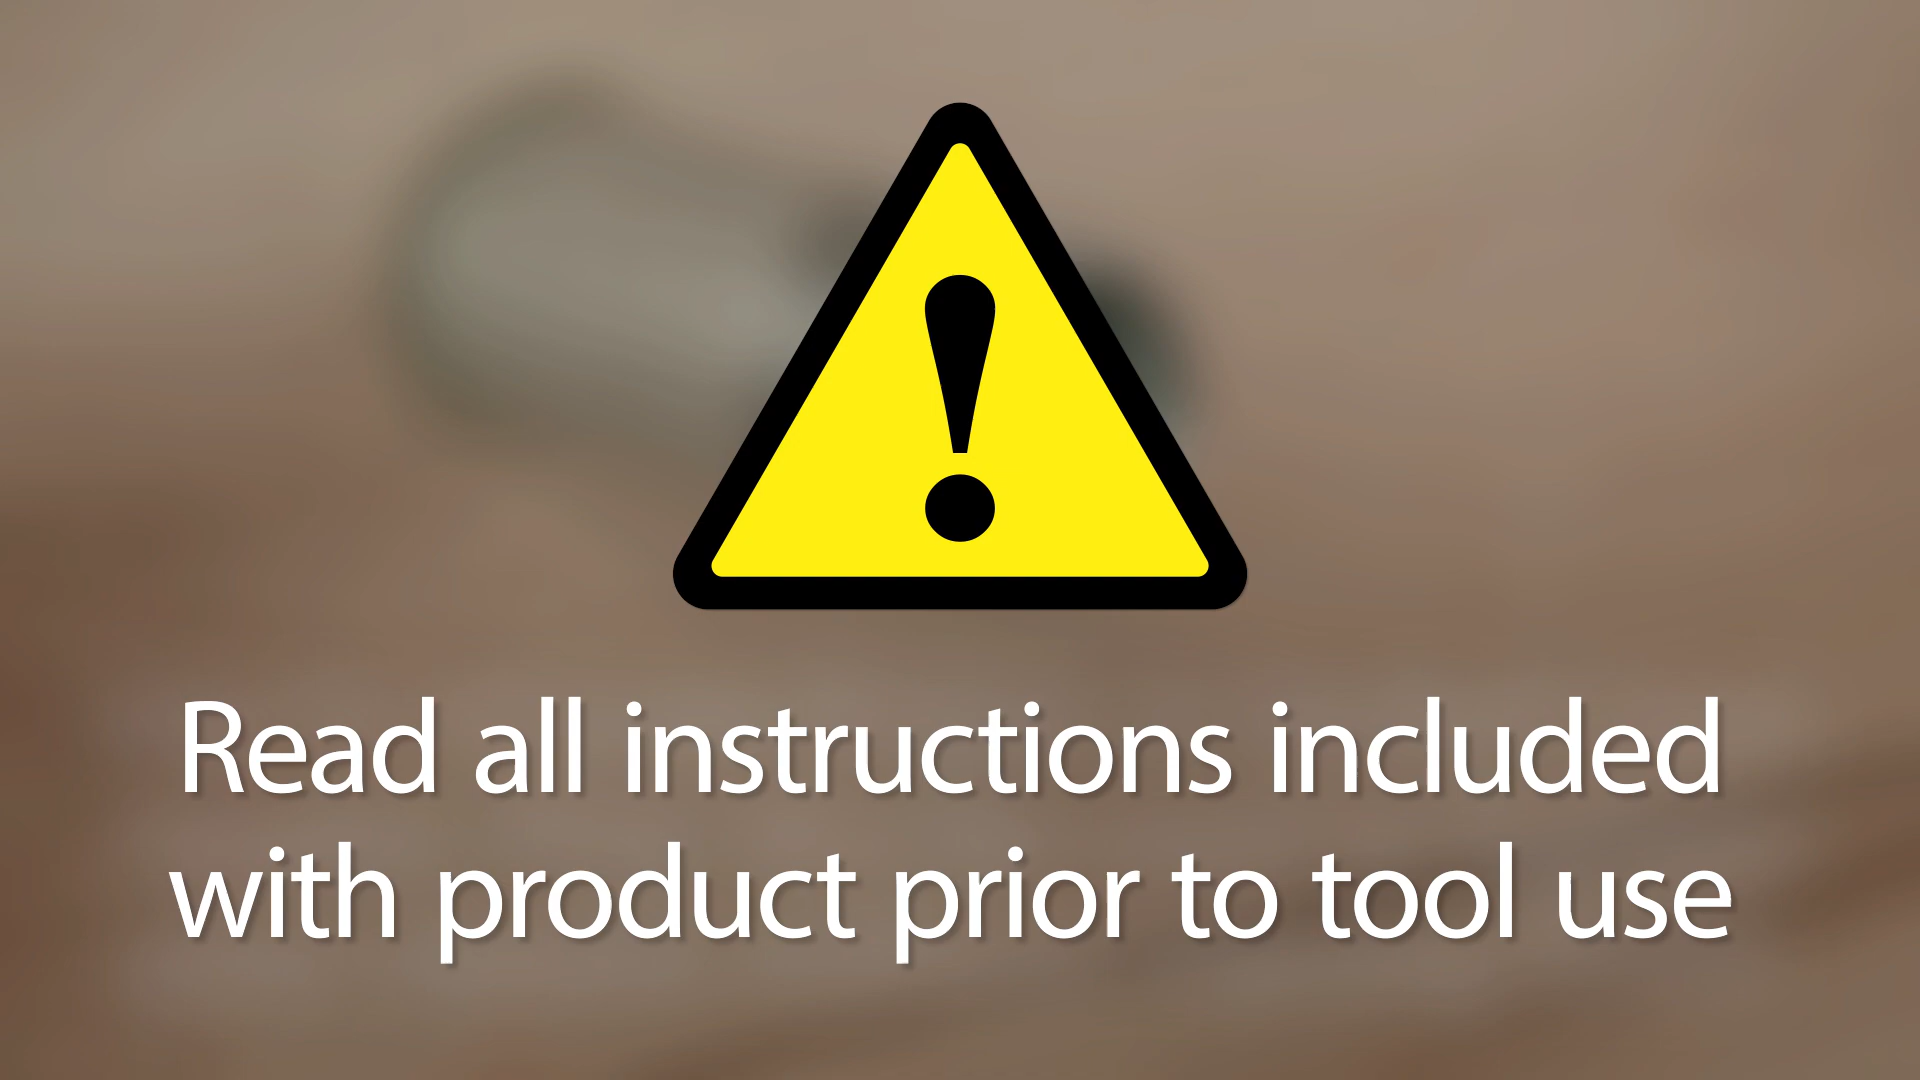 !
Read all instructions included
with product prior to tool use